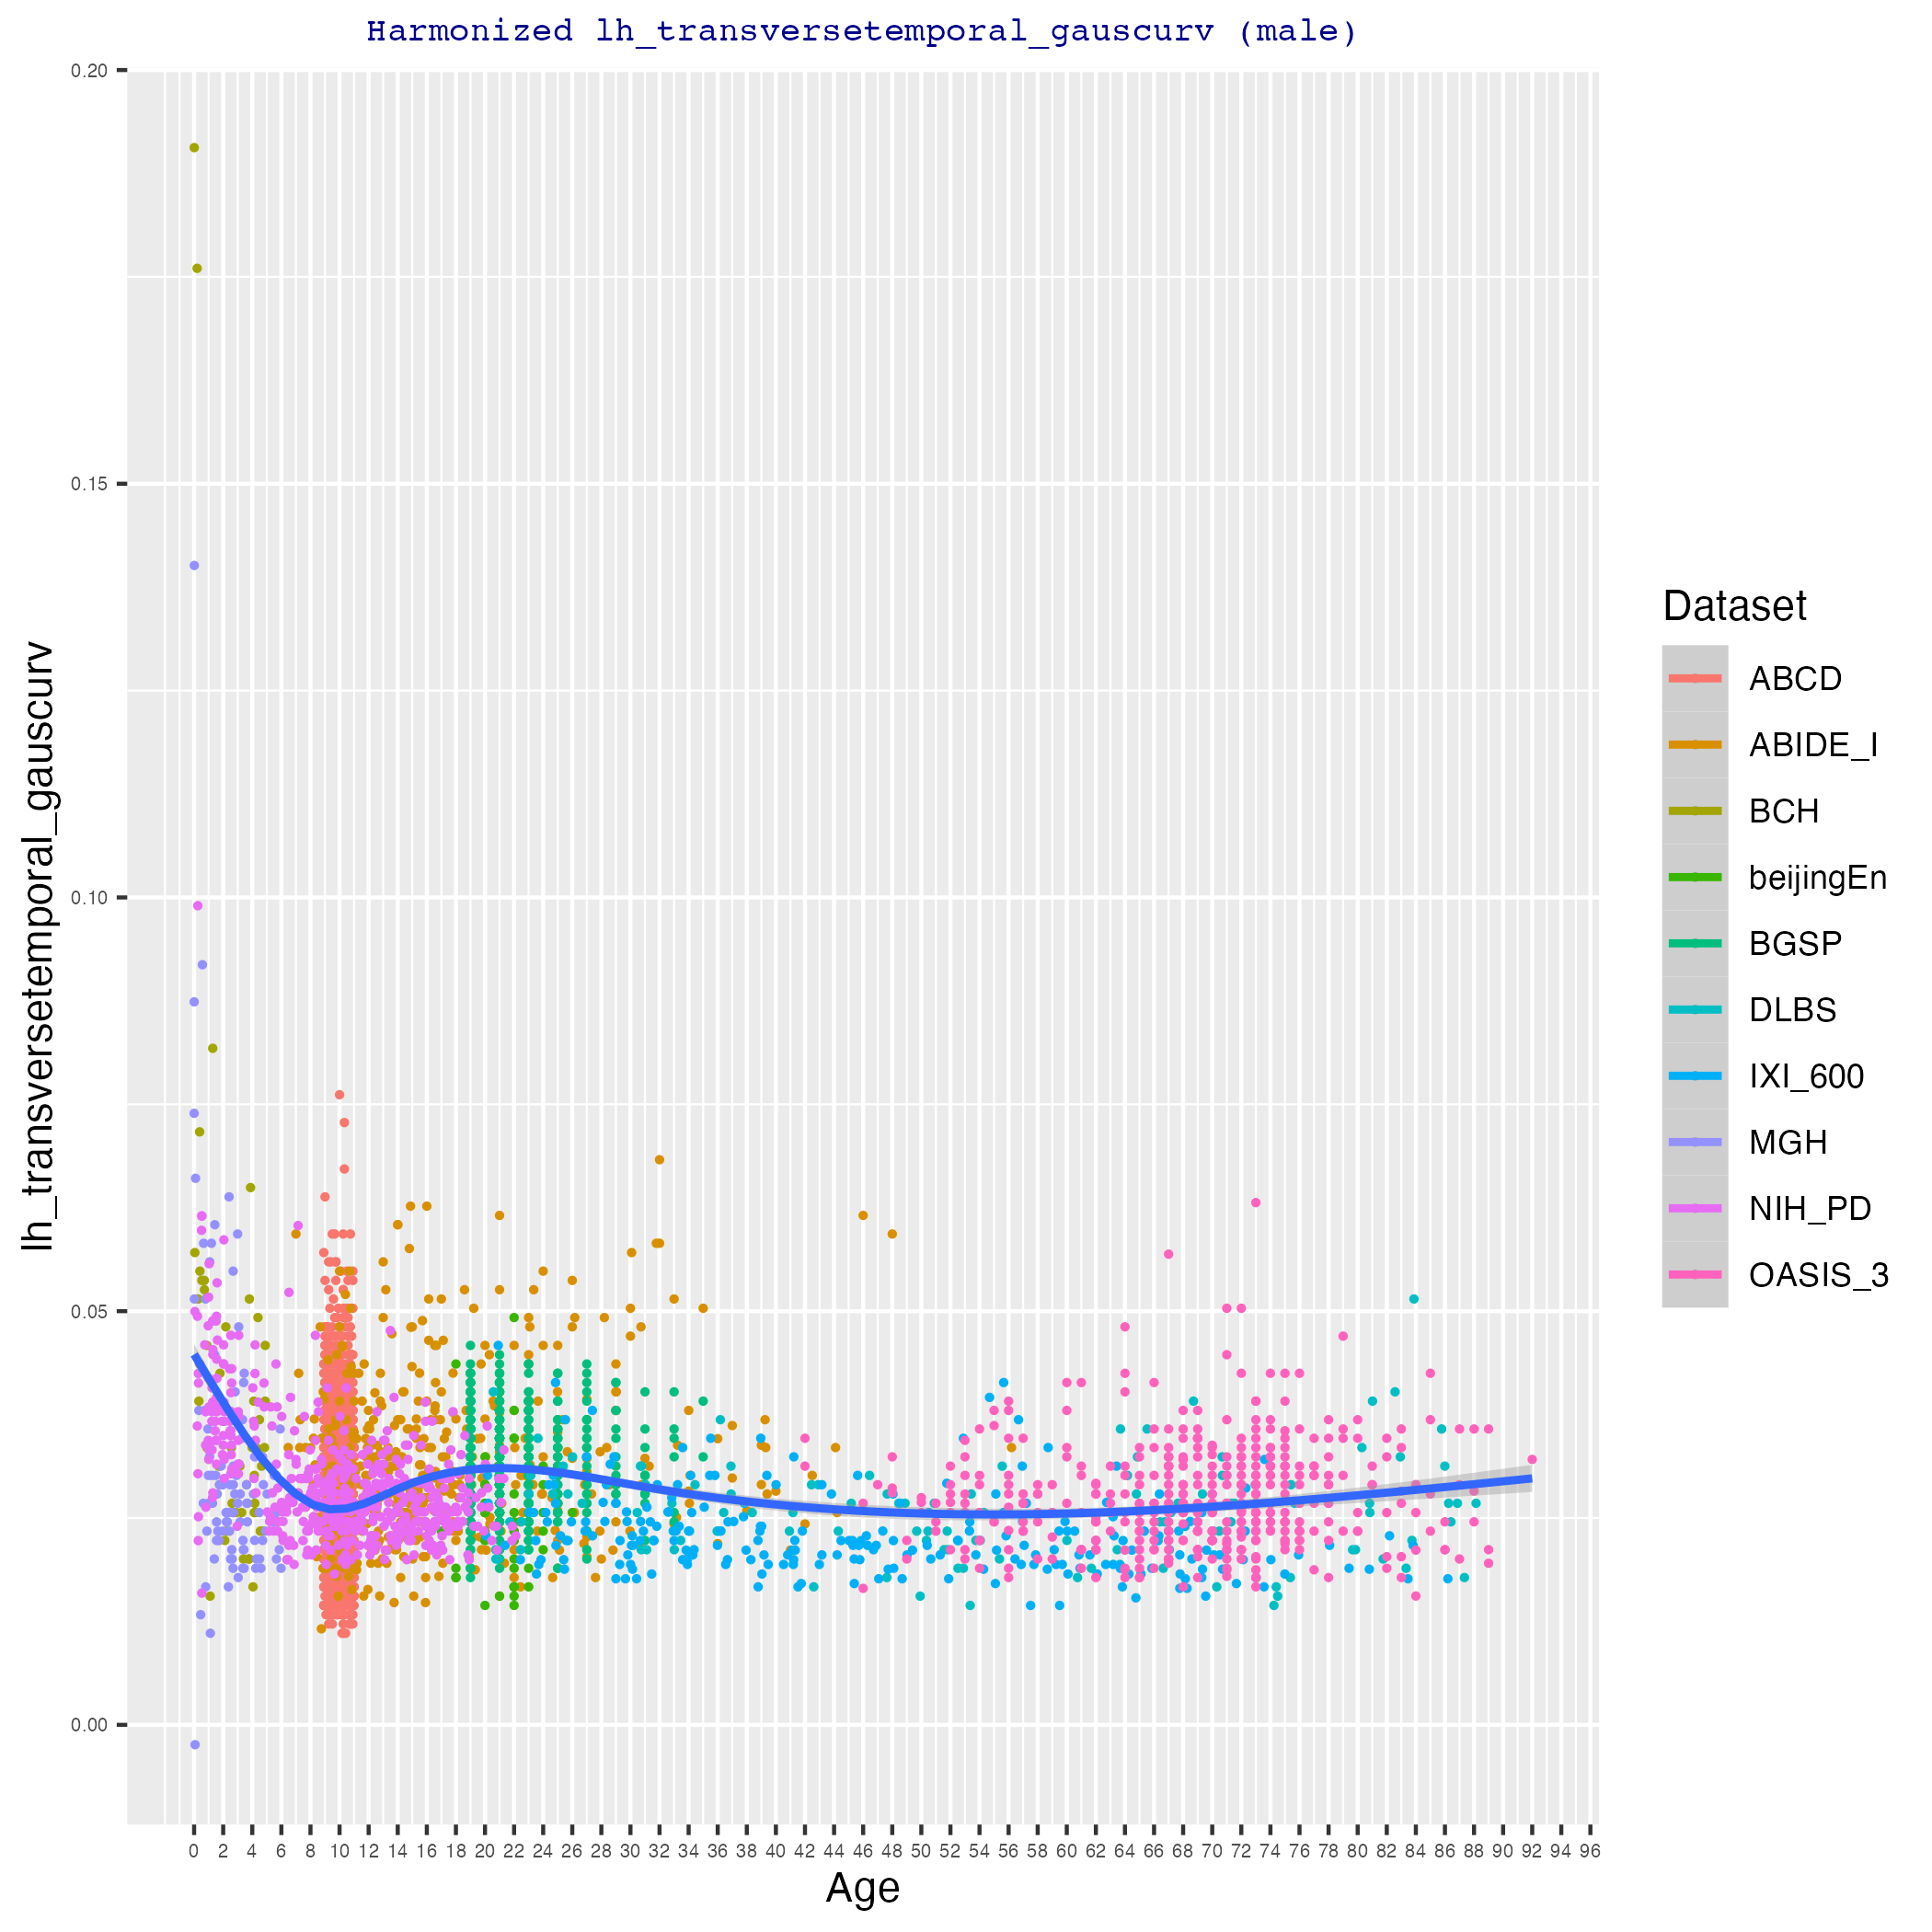 Harmonized lh_transversetemporal_gauscurv (male)
lh_transversetemporal_gauscurv
0.20
0.15
0.10
0.05
0.00
0 2 4 6 8 10 12 14 16 18 20 22 24 26 28 30 32 34 36 38 40 42 44 46 48 50 52 54 56 58 60 62 64 66 68 70 72 74 76 78 80 82 84 86 88 90 92 94 96
Age
Dataset
ABCD
ABIDE_I
BCH
beijingEn
BGSP
DLBS
IXI_600
MGH
NIH_PD
OASIS_3